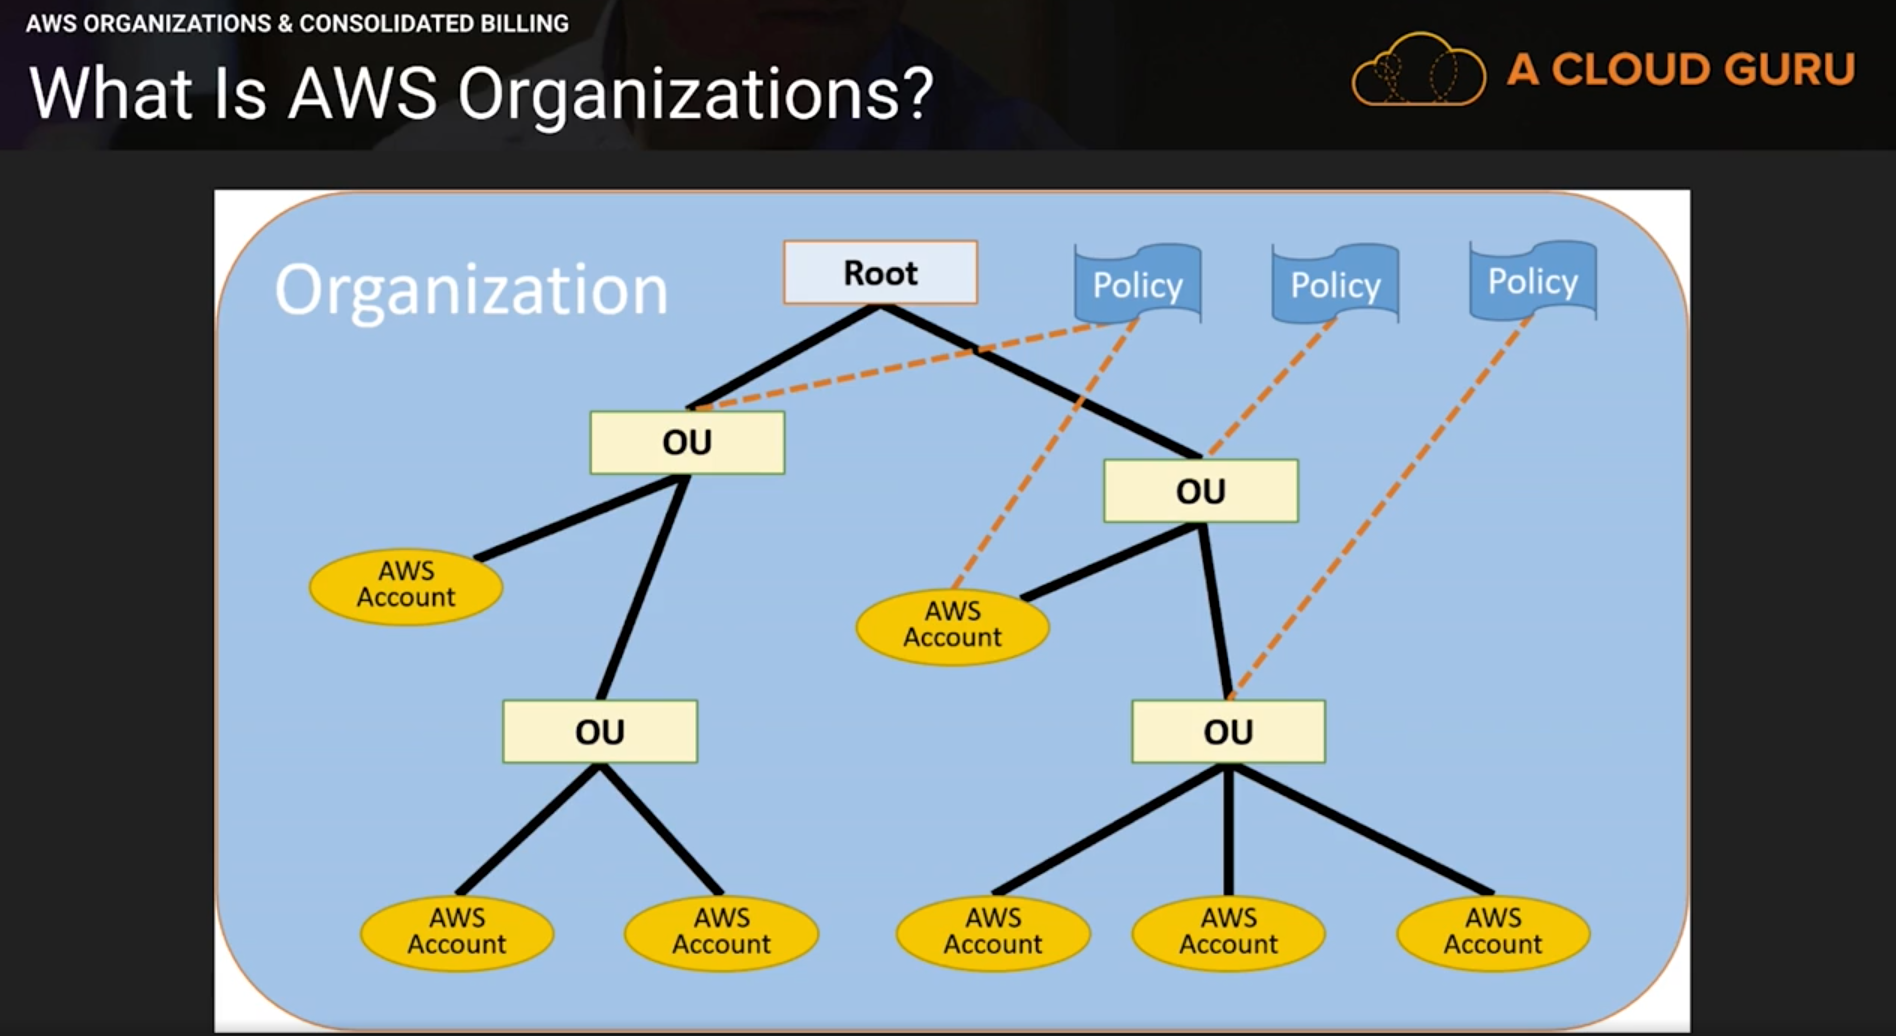 AWS ORGANIZATIONS & CONSOLIDATED BILLING
What Is AWS Organizations?
A CLOUD GURU
Organization
Root
Policy
Policy
Policy
OU
OU
AWS
Account
AWS
Account
OU
OU
AWS
Account
AWS
Account
AWS
Account
AWS
Account
AWS
Account